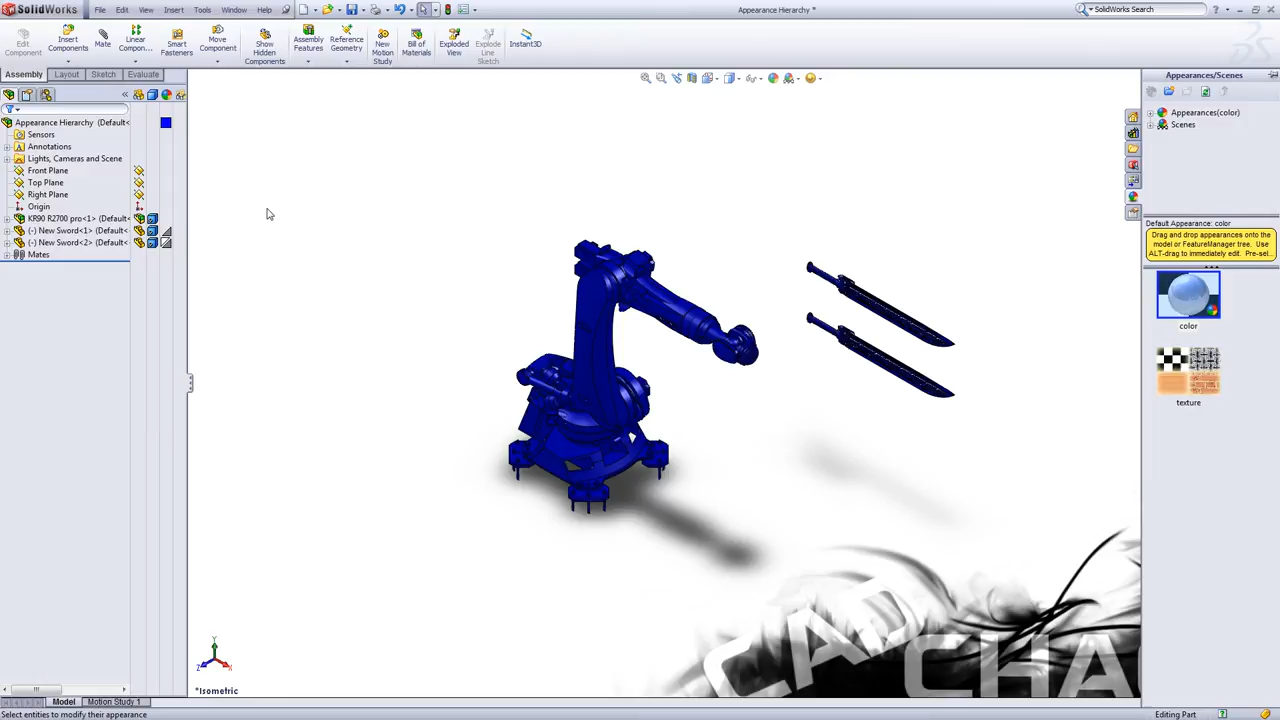 SolidWorks File Edit View Insert Tools Window Help Appearance Hierarchy * SolidWorks Search
Edit Component Insert Components Mate Linear Compon... Smart Fasteners Move Component Show Hidden Components Assembly Features Reference Geometry New Motion Study Bill of Materials Exploded View Explode Line Sketch Instant3D
Assembly Layout Sketch Evaluate
Appearances/Scenes
Appearance Hierarchy (Default<
Sensors
Annotations
Lights, Cameras and Scene
Front Plane
Top Plane
Right Plane
Origin
KR90 R2700 pro<1> (Default<
(-) New Sword<1> (Default<
(-) New Sword<2> (Default<
Mates
Appearances(color)
Scenes
Default Appearance: color
Drag and drop appearances onto the
model or FeatureManager tree. Use
ALT-drag to immediately edit. Pre-sel...
color
texture
CAD
CHA
Y
Z X
*Isometric
Model Motion Study 1
Select entities to modify their appearance Editing Part